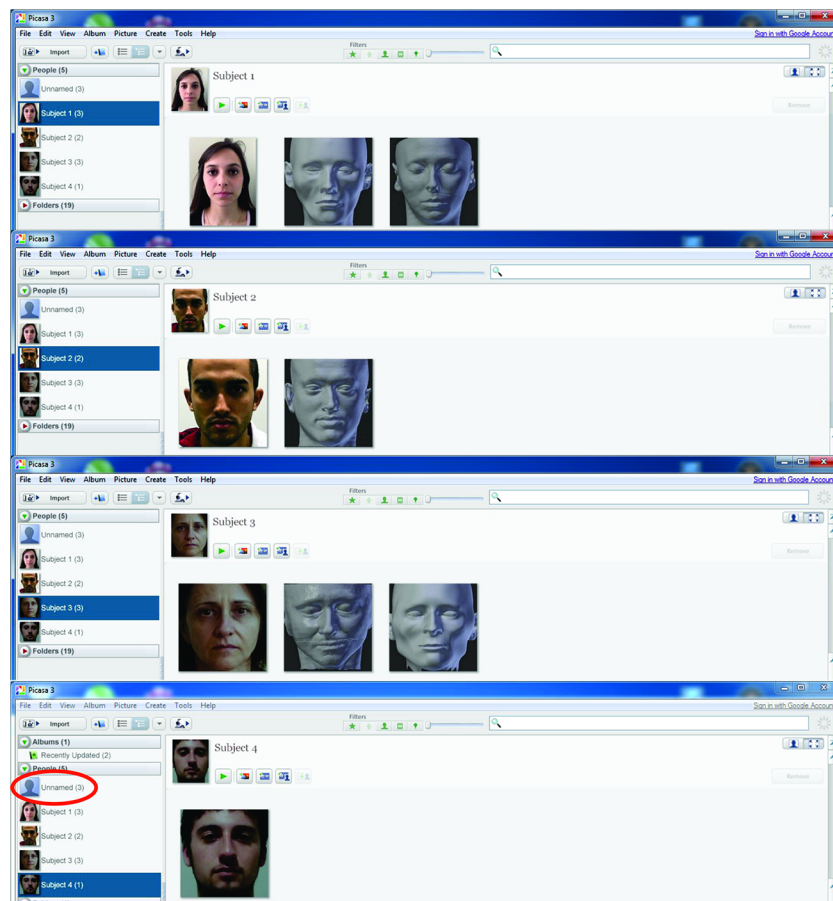 Picasa 3
File Edit View Album Picture Create Tools Help
Sign in with Google Accoun
Import
Filters
People (5)
Unnamed (3)
Subject 1 (3)
Subject 2 (2)
Subject 3 (3)
Subject 4 (1)
Folders (19)
Subject 1
Remove
Picasa 3
File Edit View Album Picture Create Tools Help
Sign in with Google Accoun
Import
Filters
People (5)
Unnamed (3)
Subject 1 (3)
Subject 2 (2)
Subject 3 (3)
Subject 4 (1)
Folders (19)
Subject 2
Remove
Picasa 3
File Edit View Album Picture Create Tools Help
Sign in with Google Accoun
Import
Filters
People (5)
Unnamed (3)
Subject 1 (3)
Subject 2 (2)
Subject 3 (3)
Subject 4 (1)
Folders (19)
Subject 3
Remove
Picasa 3
File Edit View Album Picture Create Tools Help
Sign in with Google Accoun
Import
Filters
Albums (1)
Recently Updated (2)
People (5)
Unnamed (3)
Subject 1 (3)
Subject 2 (2)
Subject 3 (3)
Subject 4 (1)
Subject 4
Remove